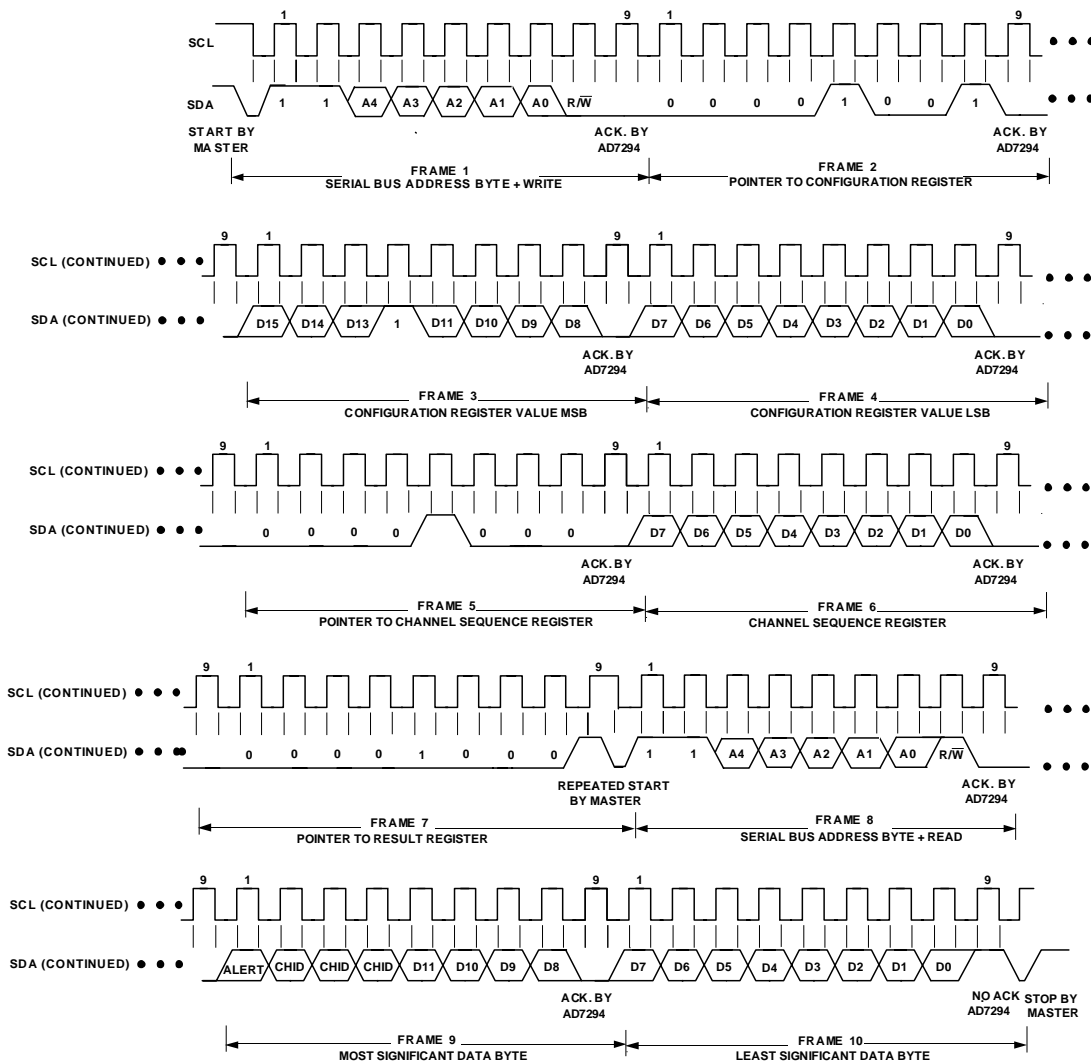 1 9 1 9
SCL
SDA 1 1 A4 A3 A2 A1 A0 R/W̅ 0 0 0 0 1 0 0 1
START BY
MASTER
ACK. BY
AD7294
ACK. BY
AD7294
FRAME 1
SERIAL BUS ADDRESS BYTE + WRITE
FRAME 2
POINTER TO CONFIGURATION REGISTER
9 1 9 1 9
SCL (CONTINUED)
SDA (CONTINUED) D15 D14 D13 1 D11 D10 D9 D8 D7 D6 D5 D4 D3 D2 D1 D0
ACK. BY
AD7294
ACK. BY
AD7294
FRAME 3
CONFIGURATION REGISTER VALUE MSB
FRAME 4
CONFIGURATION REGISTER VALUE LSB
9 1 9 1 9
SCL (CONTINUED)
SDA (CONTINUED) 0 0 0 0 0 0 0 D7 D6 D5 D4 D3 D2 D1 D0
ACK. BY
AD7294
ACK. BY
AD7294
FRAME 5
POINTER TO CHANNEL SEQUENCE REGISTER
FRAME 6
CHANNEL SEQUENCE REGISTER
9 1 9 1 9
SCL (CONTINUED)
SDA (CONTINUED) 0 0 0 0 1 0 0 0 1 1 A4 A3 A2 A1 A0 R/W̅
REPEATED START
BY MASTER
ACK. BY
AD7294
FRAME 7
POINTER TO RESULT REGISTER
FRAME 8
SERIAL BUS ADDRESS BYTE + READ
9 1 9 1 9
SCL (CONTINUED)
SDA (CONTINUED) ALERT CHID CHID CHID D11 D10 D9 D8 D7 D6 D5 D4 D3 D2 D1 D0
ACK. BY
AD7294
NO ACK
AD7294
STOP BY
MASTER
FRAME 9
MOST SIGNIFICANT DATA BYTE
FRAME 10
LEAST SIGNIFICANT DATA BYTE